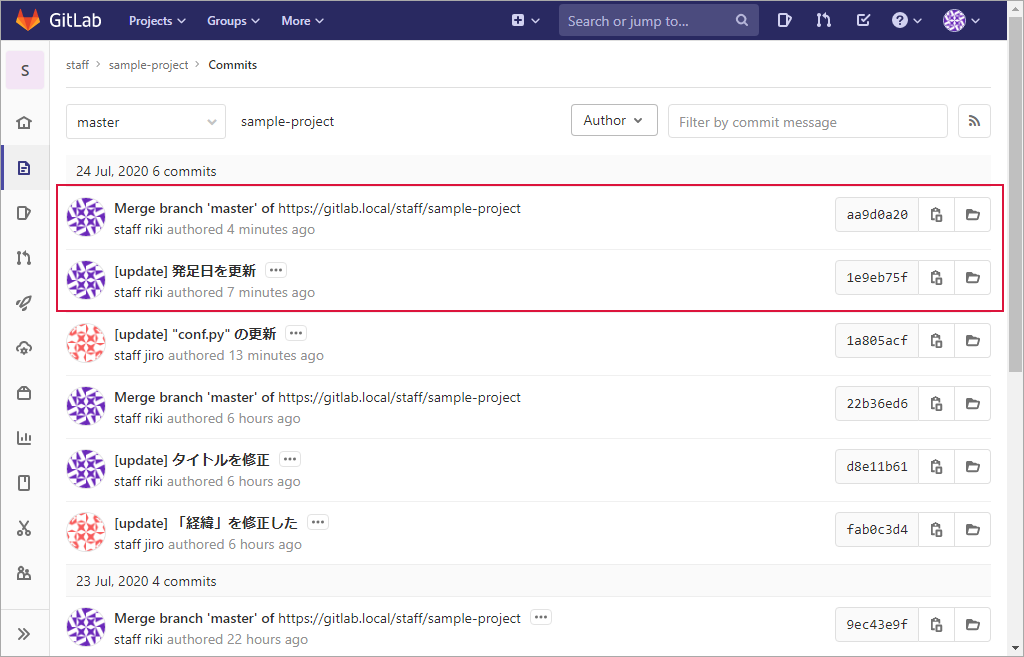 GitLab Projects Groups More Search or jump to...
S staff > sample-project > Commits
master sample-project Author Filter by commit message
24 Jul, 2020 6 commits
Merge branch 'master' of https://gitlab.local/staff/sample-project aa9d0a20
staff riki authored 4 minutes ago
[update] 発足日を更新 ... 1e9eb75f
staff riki authored 7 minutes ago
[update] "conf.py" の更新 ... 1a805acf
staff jiro authored 13 minutes ago
Merge branch 'master' of https://gitlab.local/staff/sample-project 22b36ed6
staff riki authored 6 hours ago
[update] タイトルを修正 ... d8e11b61
staff riki authored 6 hours ago
[update] 「経緯」を修正した ... fab0c3d4
staff jiro authored 6 hours ago
23 Jul, 2020 4 commits
Merge branch 'master' of https://gitlab.local/staff/sample-project ... 9ec43e9f
staff riki authored 22 hours ago